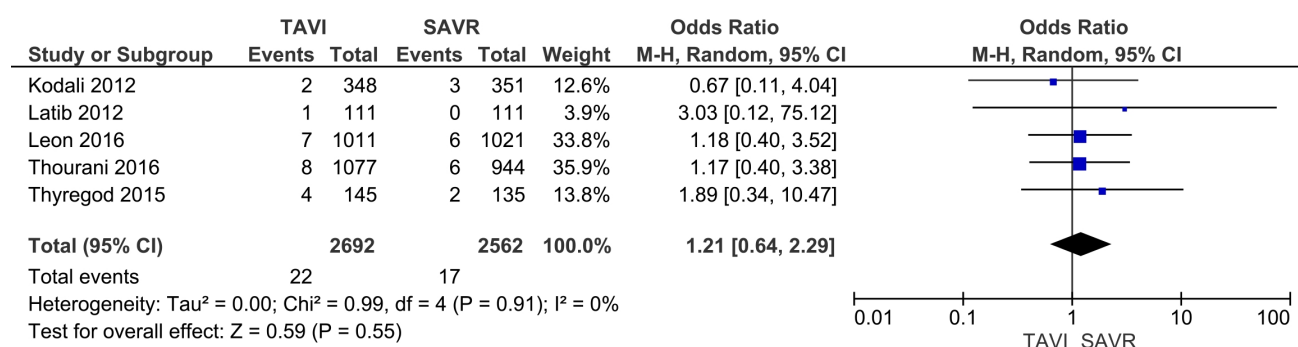 TAVI SAVR Odds Ratio Odds Ratio
Study or Subgroup Events Total Events Total Weight M-H, Random, 95% CI M-H, Random, 95% CI
Kodali 2012 2 348 3 351 12.6% 0.67 [0.11, 4.04]
Latib 2012 1 111 0 111 3.9% 3.03 [0.12, 75.12]
Leon 2016 7 1011 6 1021 33.8% 1.18 [0.40, 3.52]
Thourani 2016 8 1077 6 944 35.9% 1.17 [0.40, 3.38]
Thyregod 2015 4 145 2 135 13.8% 1.89 [0.34, 10.47]
Total (95% CI) 2692 2562 100.0% 1.21 [0.64, 2.29]
Total events 22 17
Heterogeneity: Tau² = 0.00; Chi² = 0.99, df = 4 (P = 0.91); I² = 0%
Test for overall effect: Z = 0.59 (P = 0.55)
0.01 0.1 1 10 100
TAVI SAVR